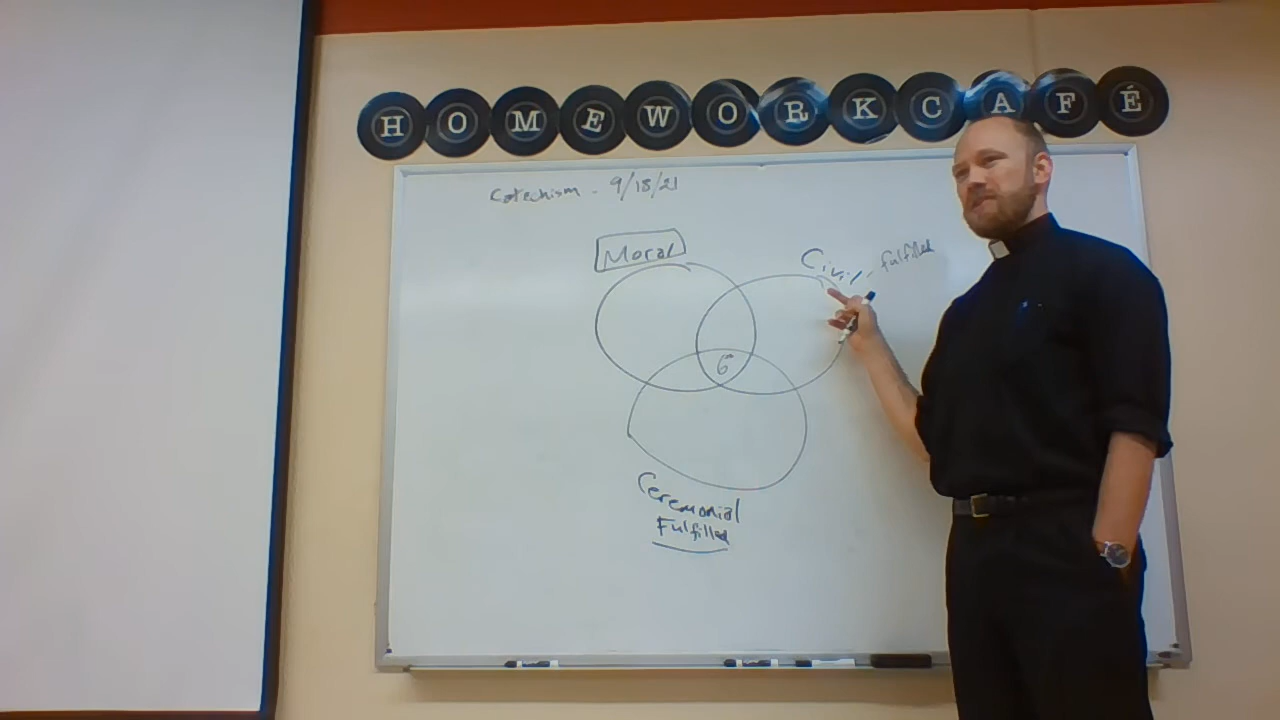 HOMEWORKCAFÉ
Catechism - 9/18/21
Moral
Civil - fulfilled
6
Ceremonial
Fulfilled